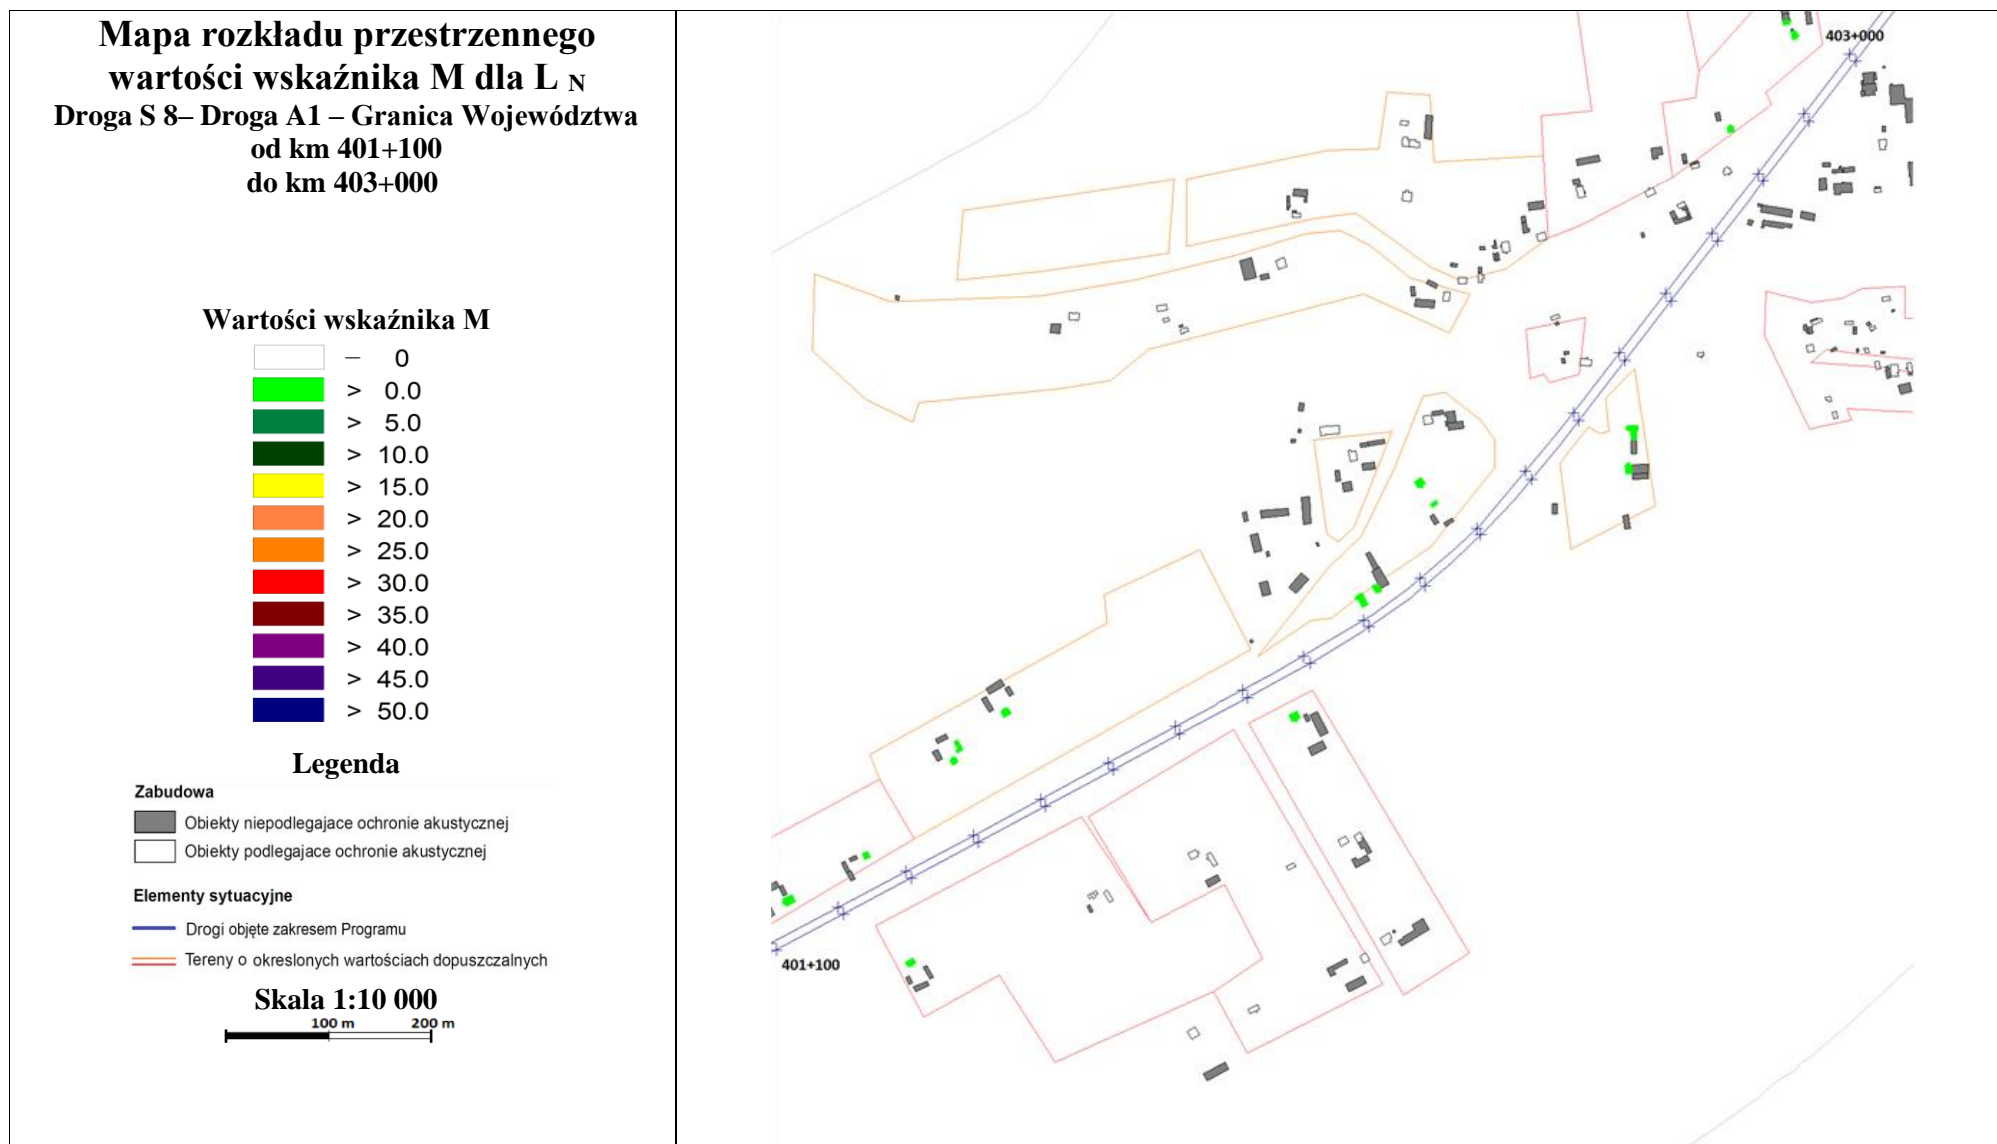 Mapa rozkładu przestrzennego
wartości wskaźnika M dla L N
Droga S 8– Droga A1 – Granica Województwa
od km 401+100
do km 403+000
Wartości wskaźnika M
– 0
> 0.0
> 5.0
> 10.0
> 15.0
> 20.0
> 25.0
> 30.0
> 35.0
> 40.0
> 45.0
> 50.0
Legenda
Zabudowa
Obiekty niepodlegajace ochronie akustycznej
Obiekty podlegajace ochronie akustycznej
Elementy sytuacyjne
Drogi objęte zakresem Programu
Tereny o okreslonych wartościach dopuszczalnych
Skala 1:10 000
100 m 200 m
403+000
401+100